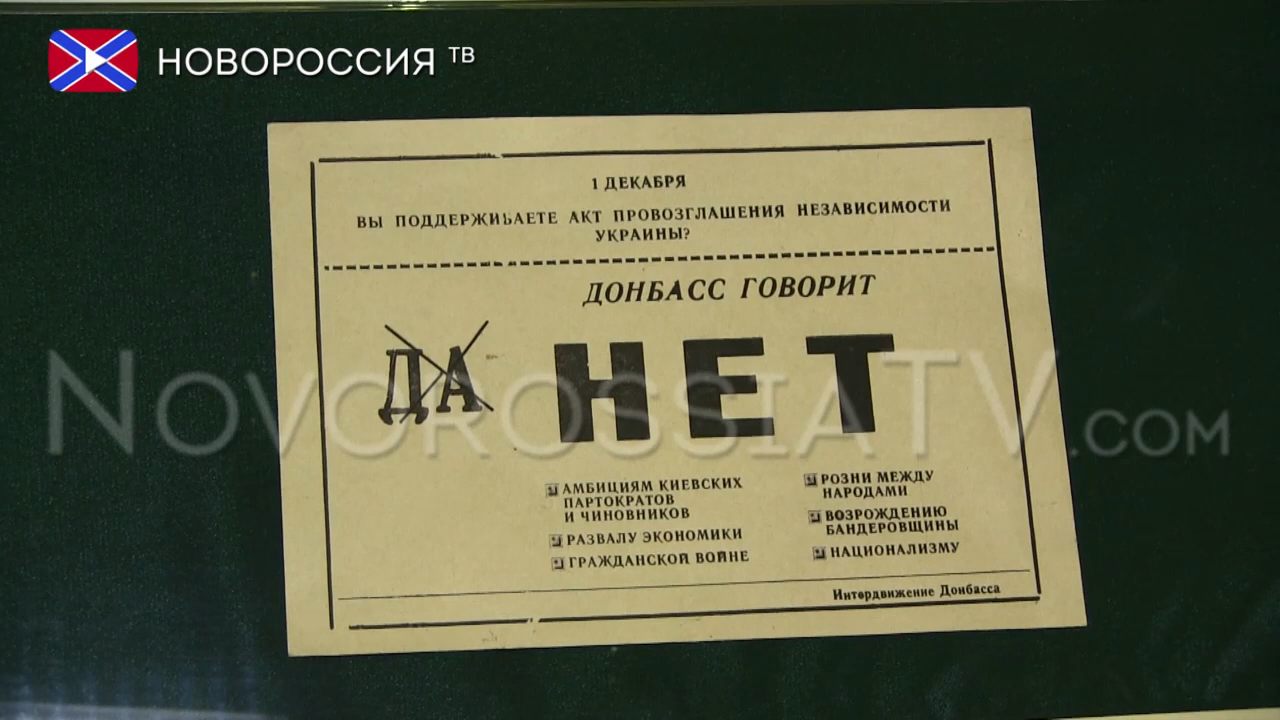 НОВОРОССИЯ ТВ
1 ДЕКАБРЯ
ВЫ ПОДДЕРЖИВАЕТЕ АКТ ПРОВОЗГЛАШЕНИЯ НЕЗАВИСИМОСТИ
УКРАИНЫ?
ДОНБАСС ГОВОРИТ
ДА НЕТ
NOVOROSSIATV.COM
АМБИЦИЯМ КИЕВСКИХ
ПАРТОКРАТОВ
И ЧИНОВНИКОВ
РАЗВАЛУ ЭКОНОМИКИ
ГРАЖДАНСКОЙ ВОЙНЕ
РОЗНИ МЕЖДУ
НАРОДАМИ
ВОЗРОЖДЕНИЮ
БАНДЕРОВЩИНЫ
НАЦИОНАЛИЗМУ
Интердвижение Донбасса